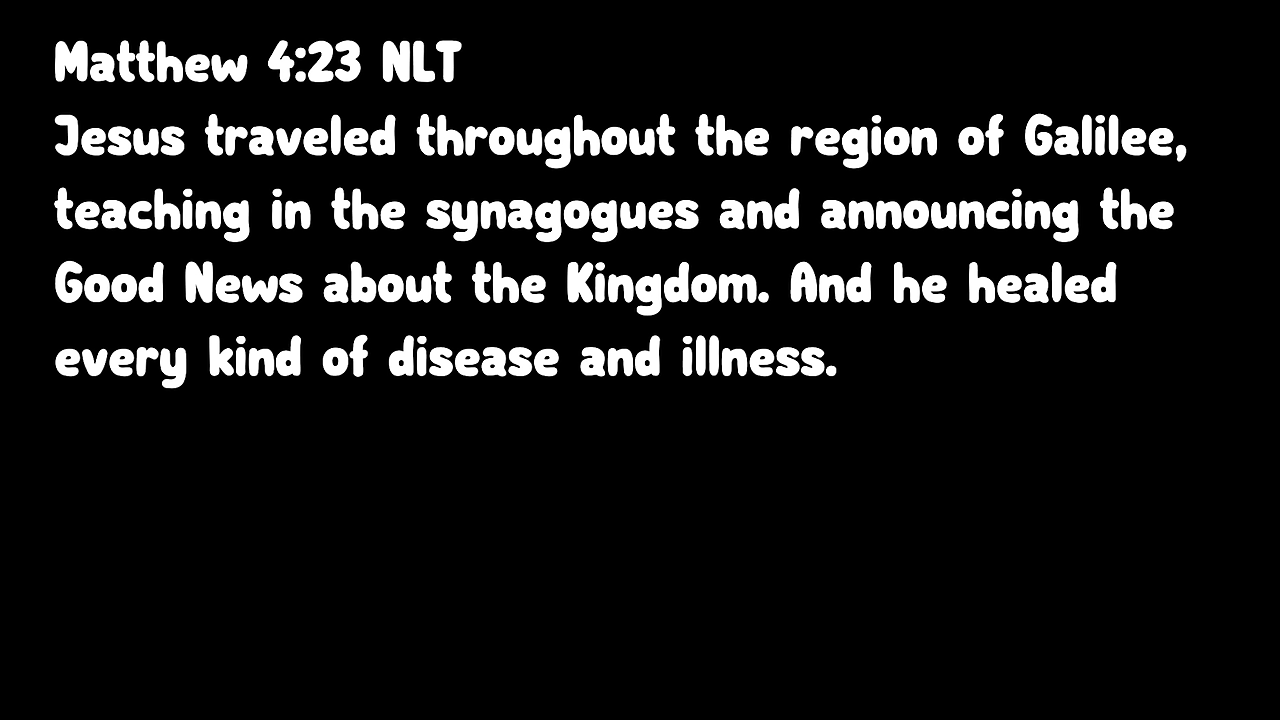 Matthew 4:23 NLT
Jesus traveled throughout the region of Galilee,
teaching in the synagogues and announcing the
Good News about the Kingdom. And he healed
every kind of disease and illness.